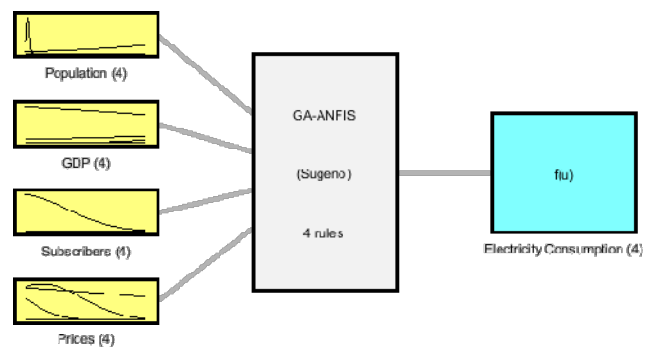 Population (4)
GDP (4)
Subscribers (4)
Prices (4)
GA-ANFIS
(Sugeno)
4 rules
f(u)
Electricity Consumption (4)